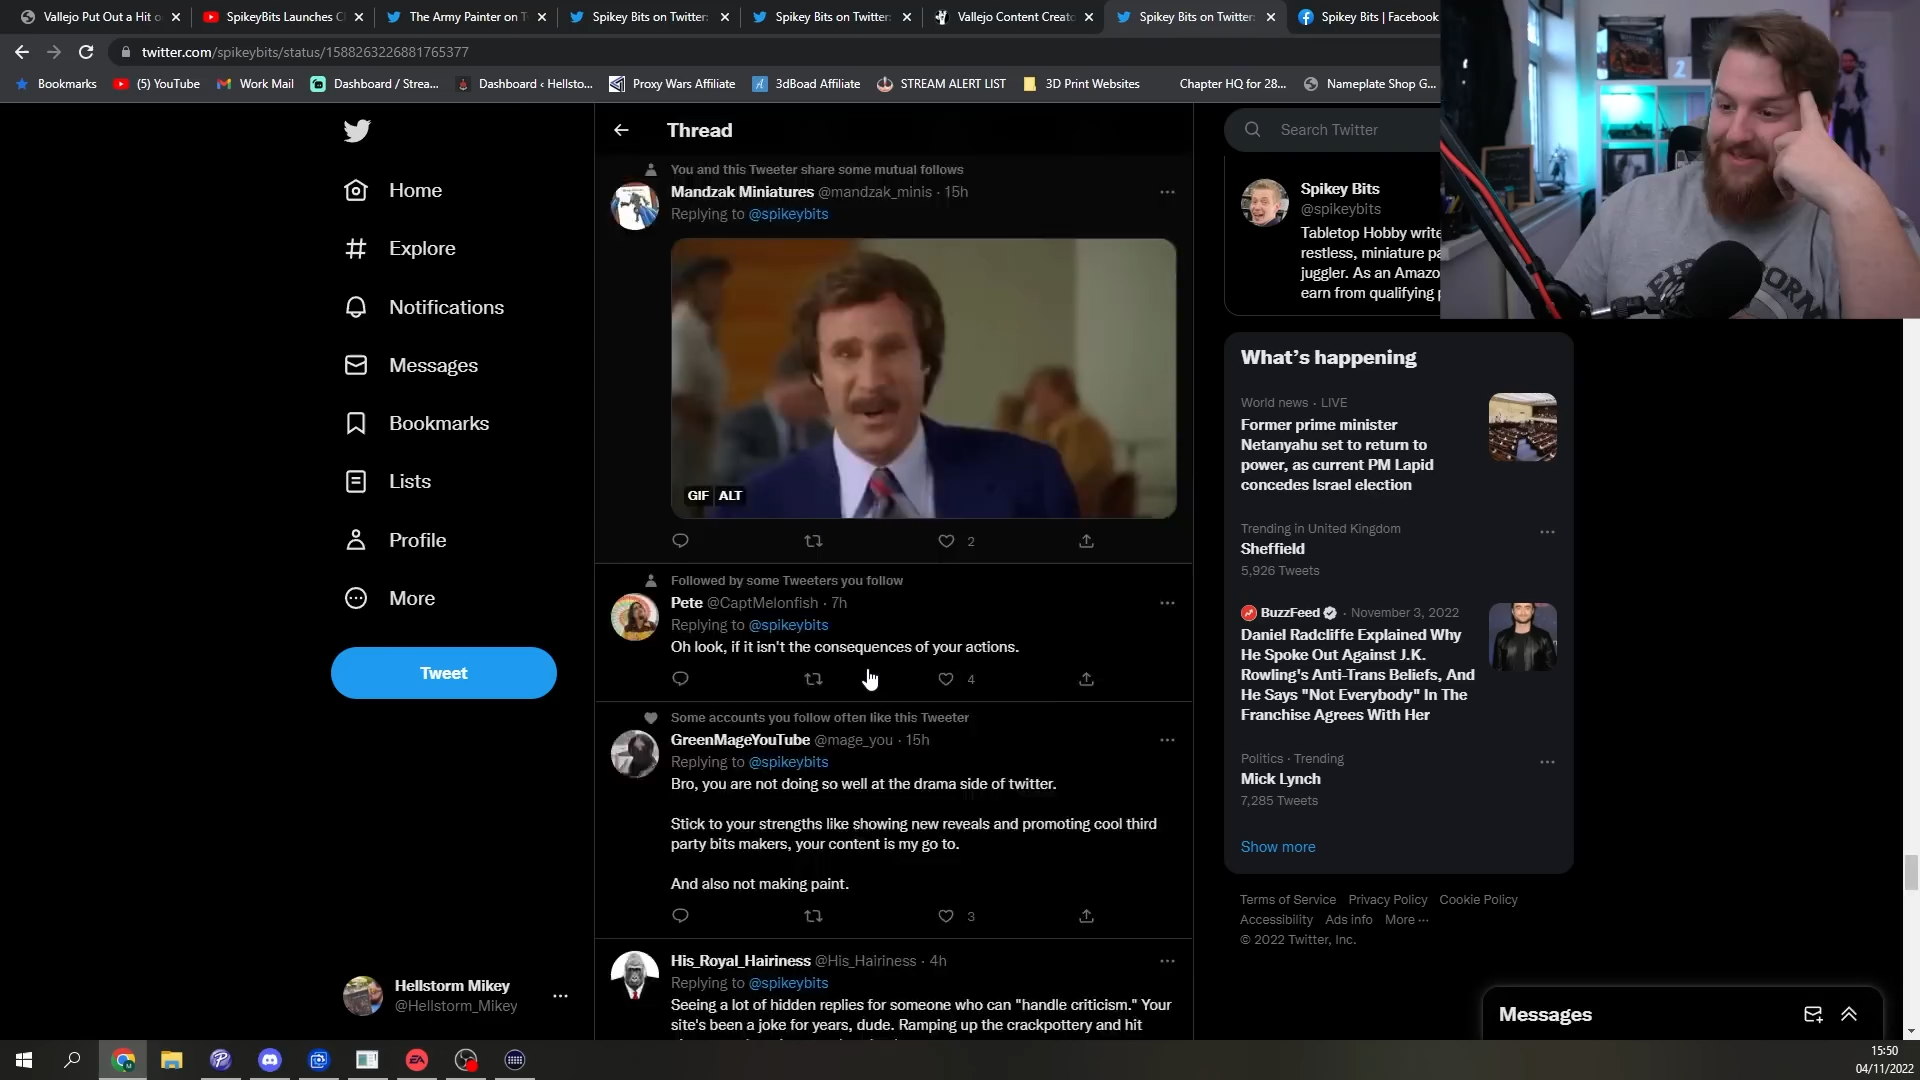 Vallejo Put Out a Hit o
SpikeyBits Launches C
The Army Painter on T
Spikey Bits on Twitter:
Spikey Bits on Twitter:
Vallejo Content Creato
Spikey Bits on Twitter:
Spikey Bits | Facebook
twitter.com/spikeybits/status/1588263226881765377
Bookmarks
(5) YouTube
Work Mail
Dashboard / Strea...
Dashboard ‹ Hellsto...
Proxy Wars Affiliate
3dBoad Affiliate
STREAM ALERT LIST
3D Print Websites
Chapter HQ for 28...
Nameplate Shop G...
Home
Explore
Notifications
Messages
Bookmarks
Lists
Profile
More
Tweet
Hellstorm Mikey
@Hellstorm_Mikey
Thread
You and this Tweeter share some mutual follows
Mandzak Miniatures @mandzak_minis · 15h
Replying to @spikeybits
GIF ALT
2
Followed by some Tweeters you follow
Pete @CaptMelonfish · 7h
Replying to @spikeybits
Oh look, if it isn't the consequences of your actions.
4
Some accounts you follow often like this Tweeter
GreenMageYouTube @mage_you · 15h
Replying to @spikeybits
Bro, you are not doing so well at the drama side of twitter.
Stick to your strengths like showing new reveals and promoting cool third
party bits makers, your content is my go to.
And also not making paint.
3
His_Royal_Hairiness @His_Hairiness · 4h
Replying to @spikeybits
Seeing a lot of hidden replies for someone who can "handle criticism." Your
site's been a joke for years, dude. Ramping up the crackpottery and hit
Search Twitter
Spikey Bits
@spikeybits
Tabletop Hobby write
restless, miniature pa
juggler. As an Amazo
earn from qualifying
2
What's happening
World news · LIVE
Former prime minister
Netanyahu set to return to
power, as current PM Lapid
concedes Israel election
Trending in United Kingdom
Sheffield
5,926 Tweets
BuzzFeed · November 3, 2022
Daniel Radcliffe Explained Why
He Spoke Out Against J.K.
Rowling's Anti-Trans Beliefs, And
He Says "Not Everybody" In The
Franchise Agrees With Her
Politics · Trending
Mick Lynch
7,285 Tweets
Show more
Terms of Service Privacy Policy Cookie Policy
Accessibility Ads info More ···
© 2022 Twitter, Inc.
Messages
15:50
04/11/2022